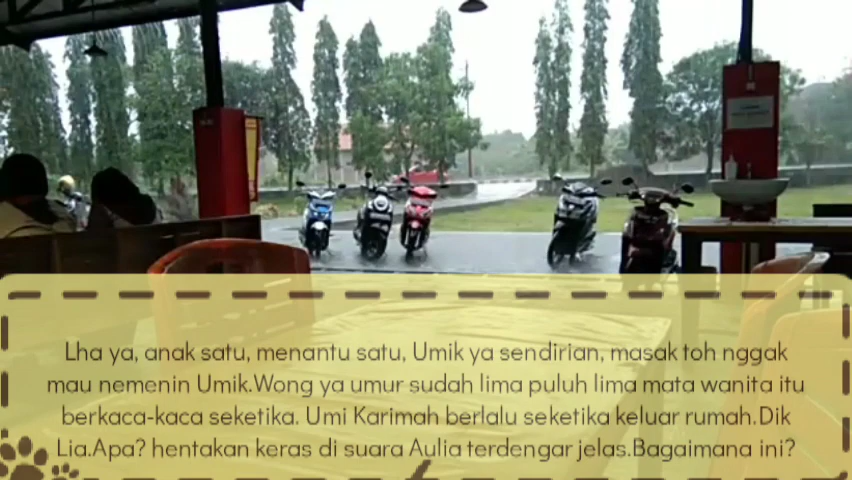 Lha ya, anak satu, menantu satu, Umik ya sendirian, masak toh nggak
mau nemenin Umik.Wong ya umur sudah lima puluh lima mata wanita itu
berkaca-kaca seketika. Umi Karimah berlalu seketika keluar rumah.Dik
Lia.Apa? hentakan keras di suara Aulia terdengar jelas.Bagaimana ini?